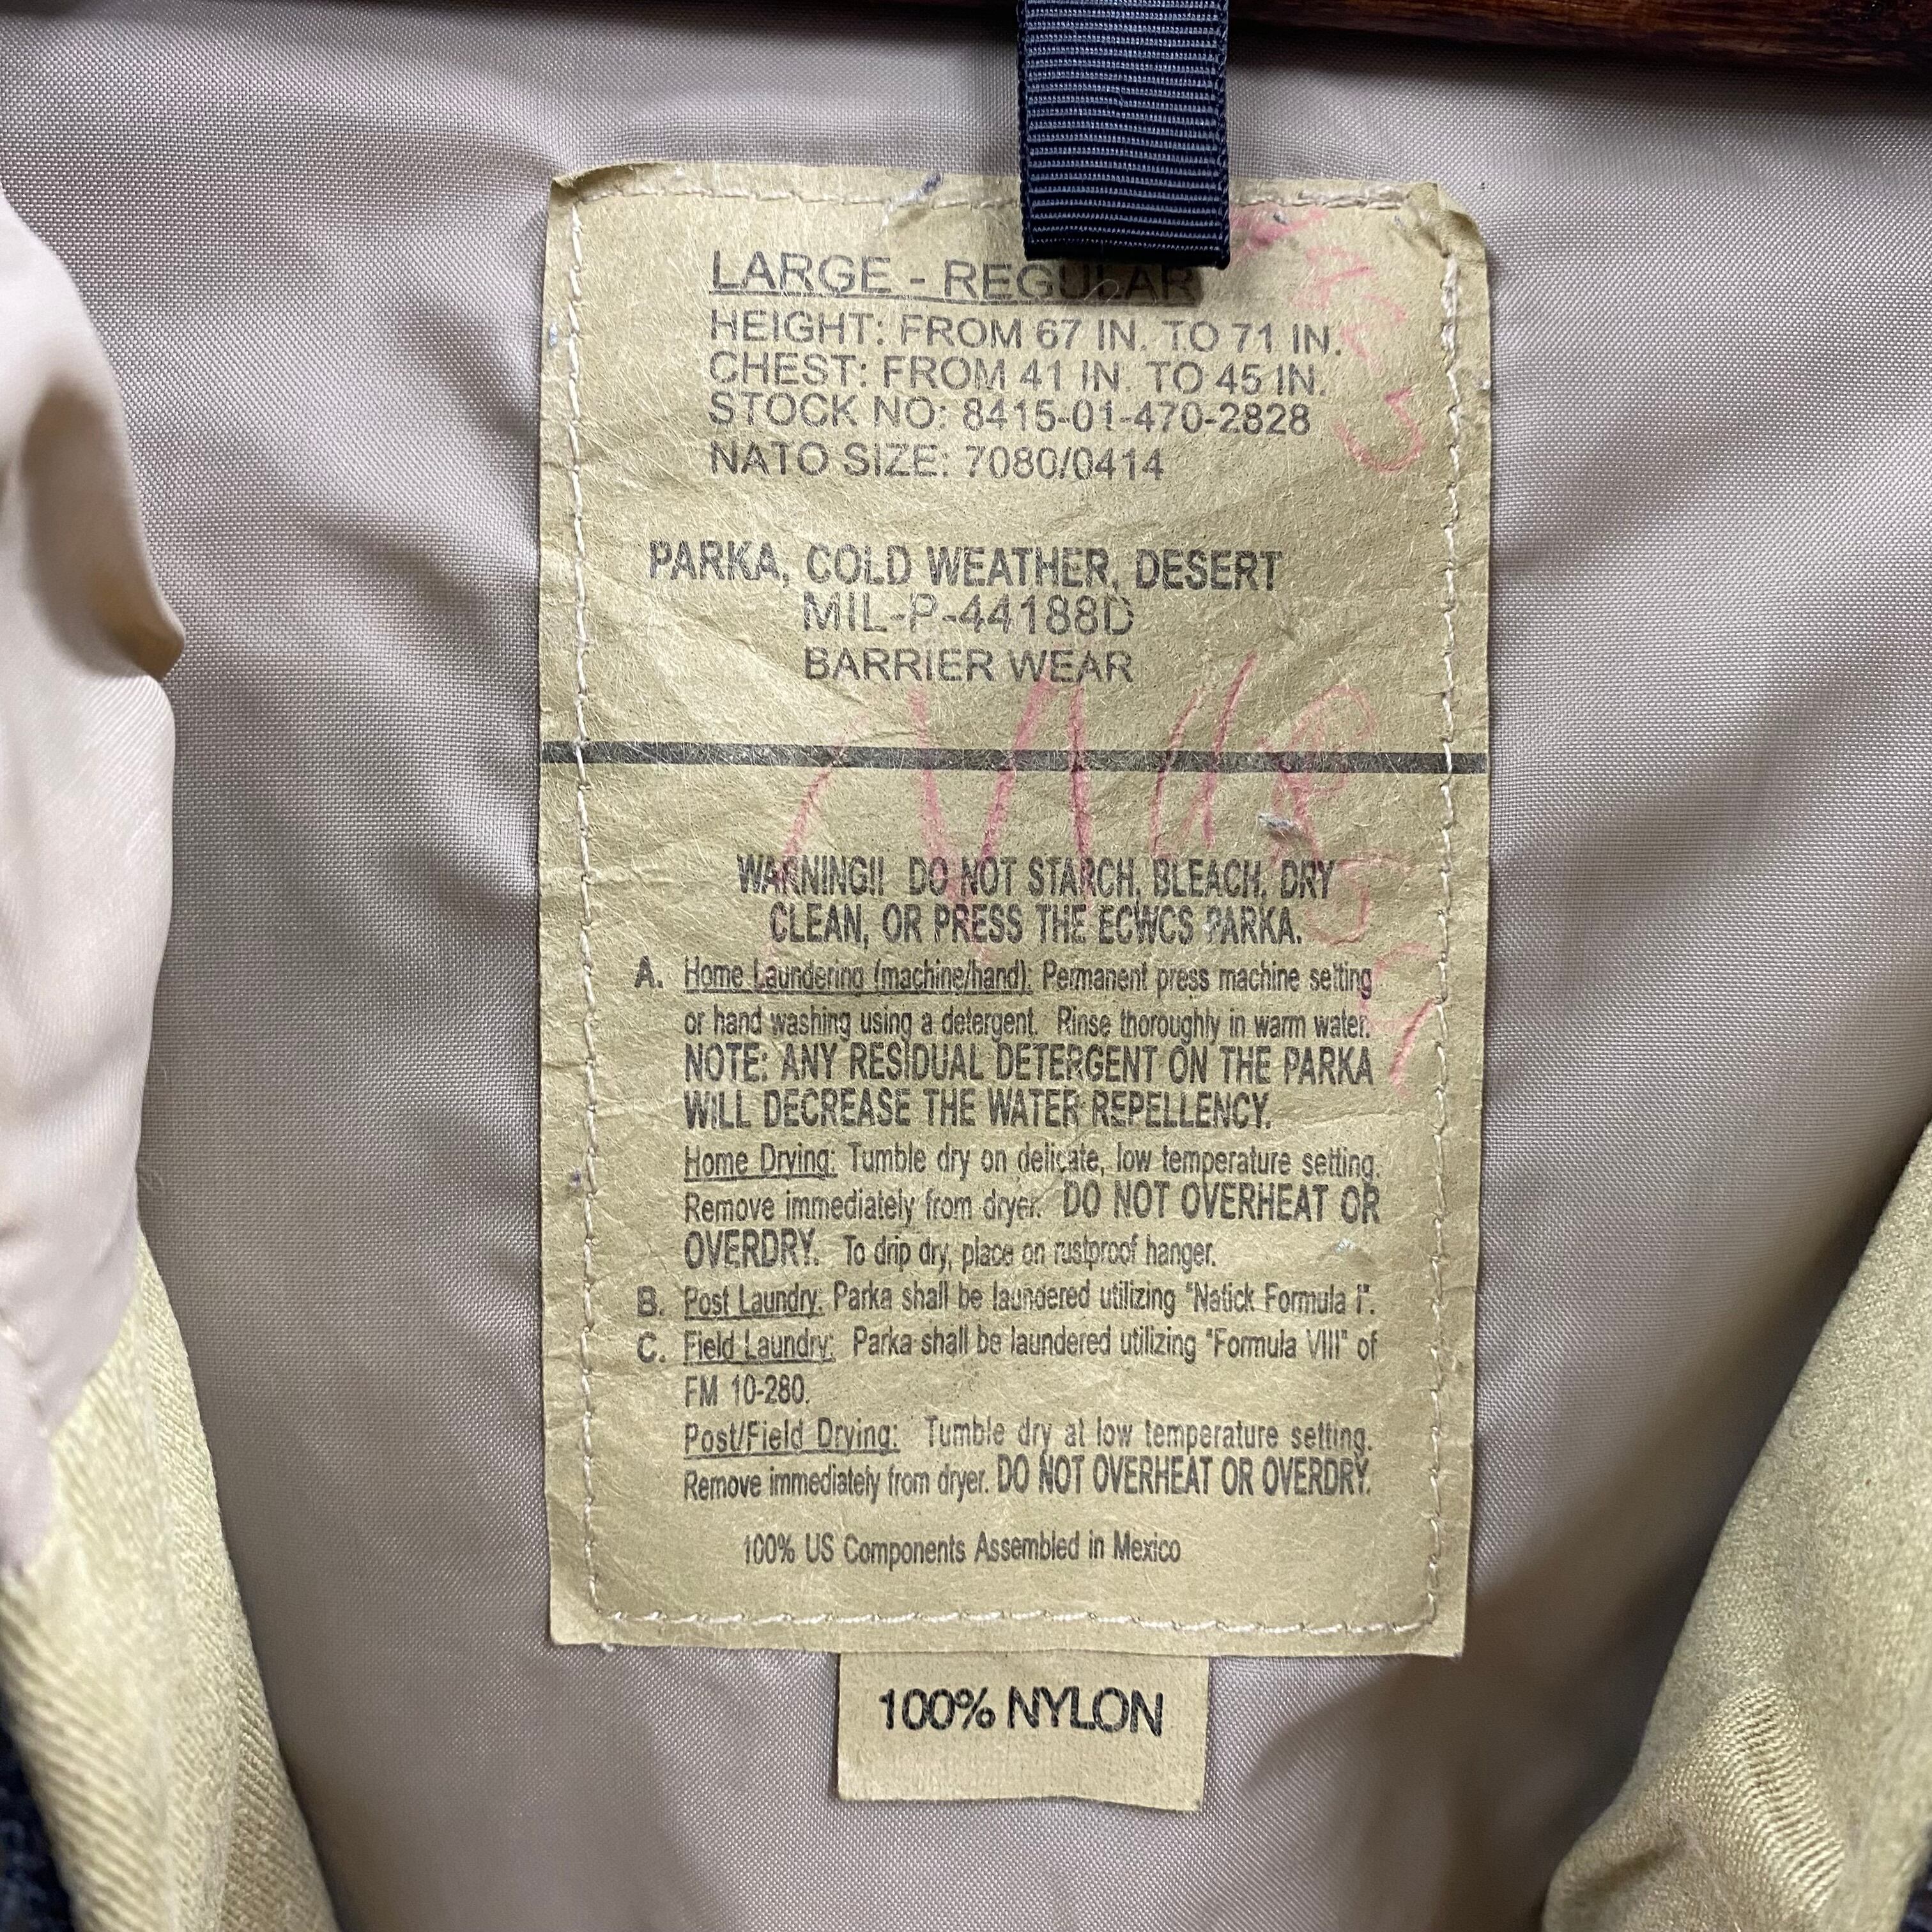 LARGE - REGULAR
HEIGHT: FROM 67 IN. TO 71 IN.
CHEST: FROM 41 IN. TO 45 IN.
STOCK NO: 8415-01-470-2828
NATO SIZE: 7080/0414
PARKA, COLD WEATHER, DESERT
MIL-P-44188D
BARRIER WEAR
WARNING!! DO NOT STARCH, BLEACH, DRY
CLEAN, OR PRESS THE ECWCS PARKA.
A. Home Laundering (machine/hand): Permanent press machine setting
or hand washing using a detergent. Rinse thoroughly in warm water.
NOTE: ANY RESIDUAL DETERGENT ON THE PARKA
WILL DECREASE THE WATER REPELLENCY.
Home Drying: Tumble dry on delicate, low temperature setting.
Remove immediately from dryer. DO NOT OVERHEAT OR
OVERDRY. To drip dry, place on rustproof hanger.
B. Post Laundry: Parka shall be laundered utilizing "Natick Formula I".
C. Field Laundry: Parka shall be laundered utilizing "Formula VIII" of
FM 10-280.
Post/Field Drying: Tumble dry at low temperature setting.
Remove immediately from dryer. DO NOT OVERHEAT OR OVERDRY.
100% US Components Assembled in Mexico
100% NYLON